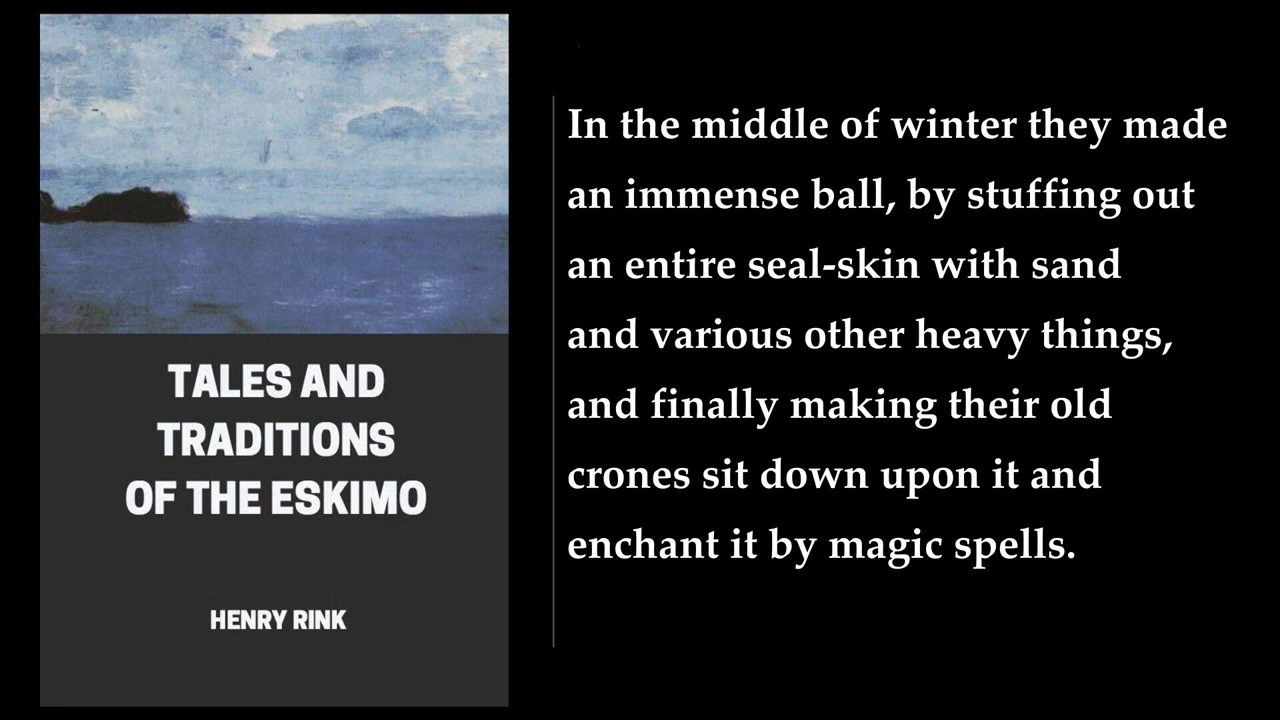 TALES AND
TRADITIONS
OF THE ESKIMO
HENRY RINK
In the middle of winter they made
an immense ball, by stuffing out
an entire seal-skin with sand
and various other heavy things,
and finally making their old
crones sit down upon it and
enchant it by magic spells.